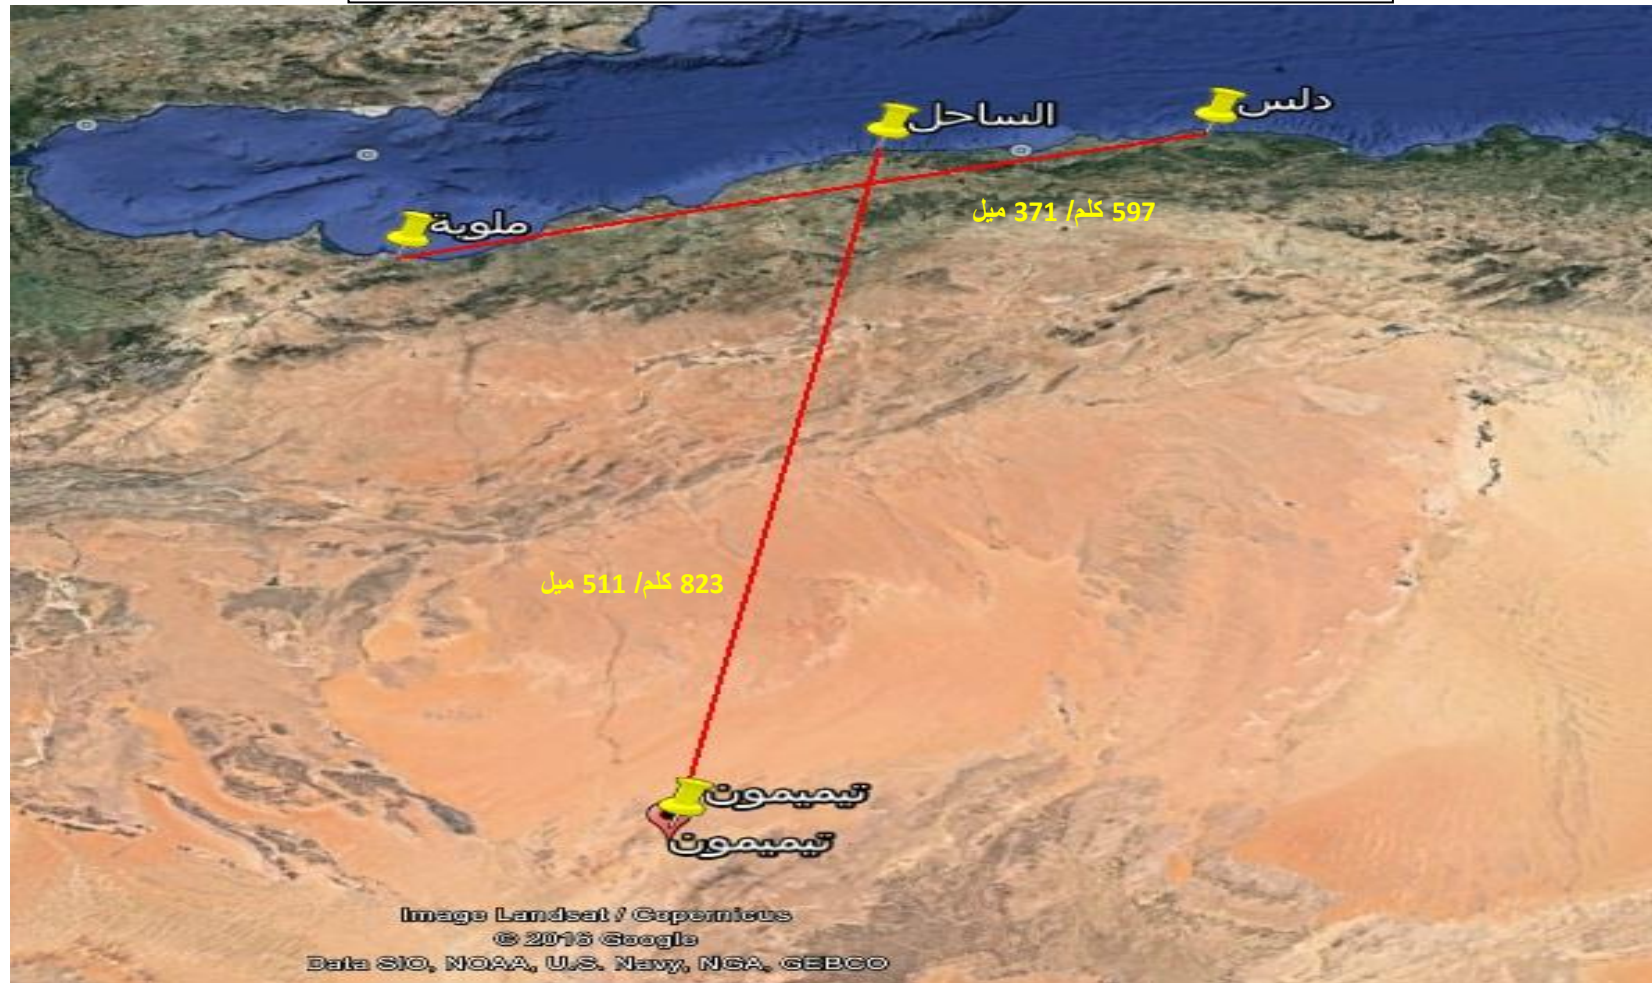 دلس
الساحل
597 كلم/ 371 ميل
ملوية
823 كلم/ 511 ميل
تيميمون
تيميمون
Image Landsat / Copernicus
© 2016 Google
Data SIO, NOAA, U.S. Navy, NGA, GEBCO